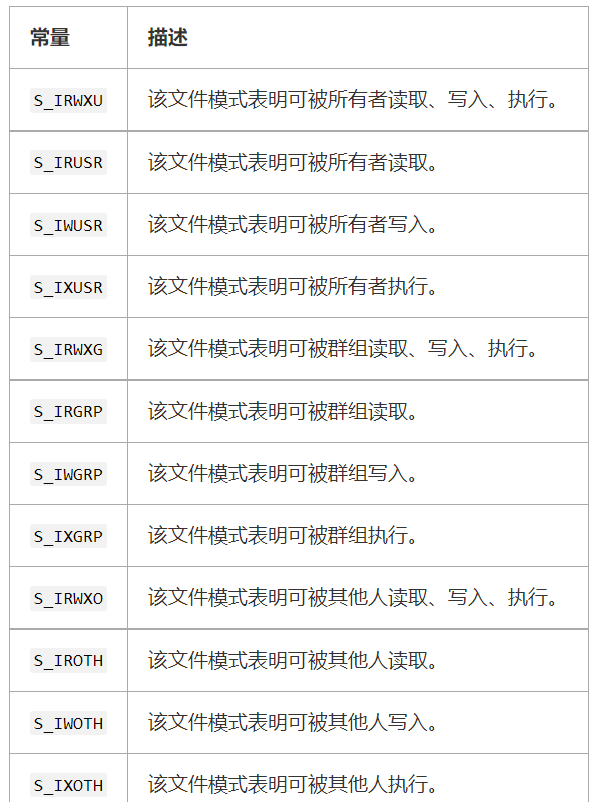 常量 描述
S_IRWXU 该文件模式表明可被所有者读取、写入、执行。
S_IRUSR 该文件模式表明可被所有者读取。
S_IWUSR 该文件模式表明可被所有者写入。
S_IXUSR 该文件模式表明可被所有者执行。
S_IRWXG 该文件模式表明可被群组读取、写入、执行。
S_IRGRP 该文件模式表明可被群组读取。
S_IWGRP 该文件模式表明可被群组写入。
S_IXGRP 该文件模式表明可被群组执行。
S_IRWXO 该文件模式表明可被其他人读取、写入、执行。
S_IROTH 该文件模式表明可被其他人读取。
S_IWOTH 该文件模式表明可被其他人写入。
S_IXOTH 该文件模式表明可被其他人执行。